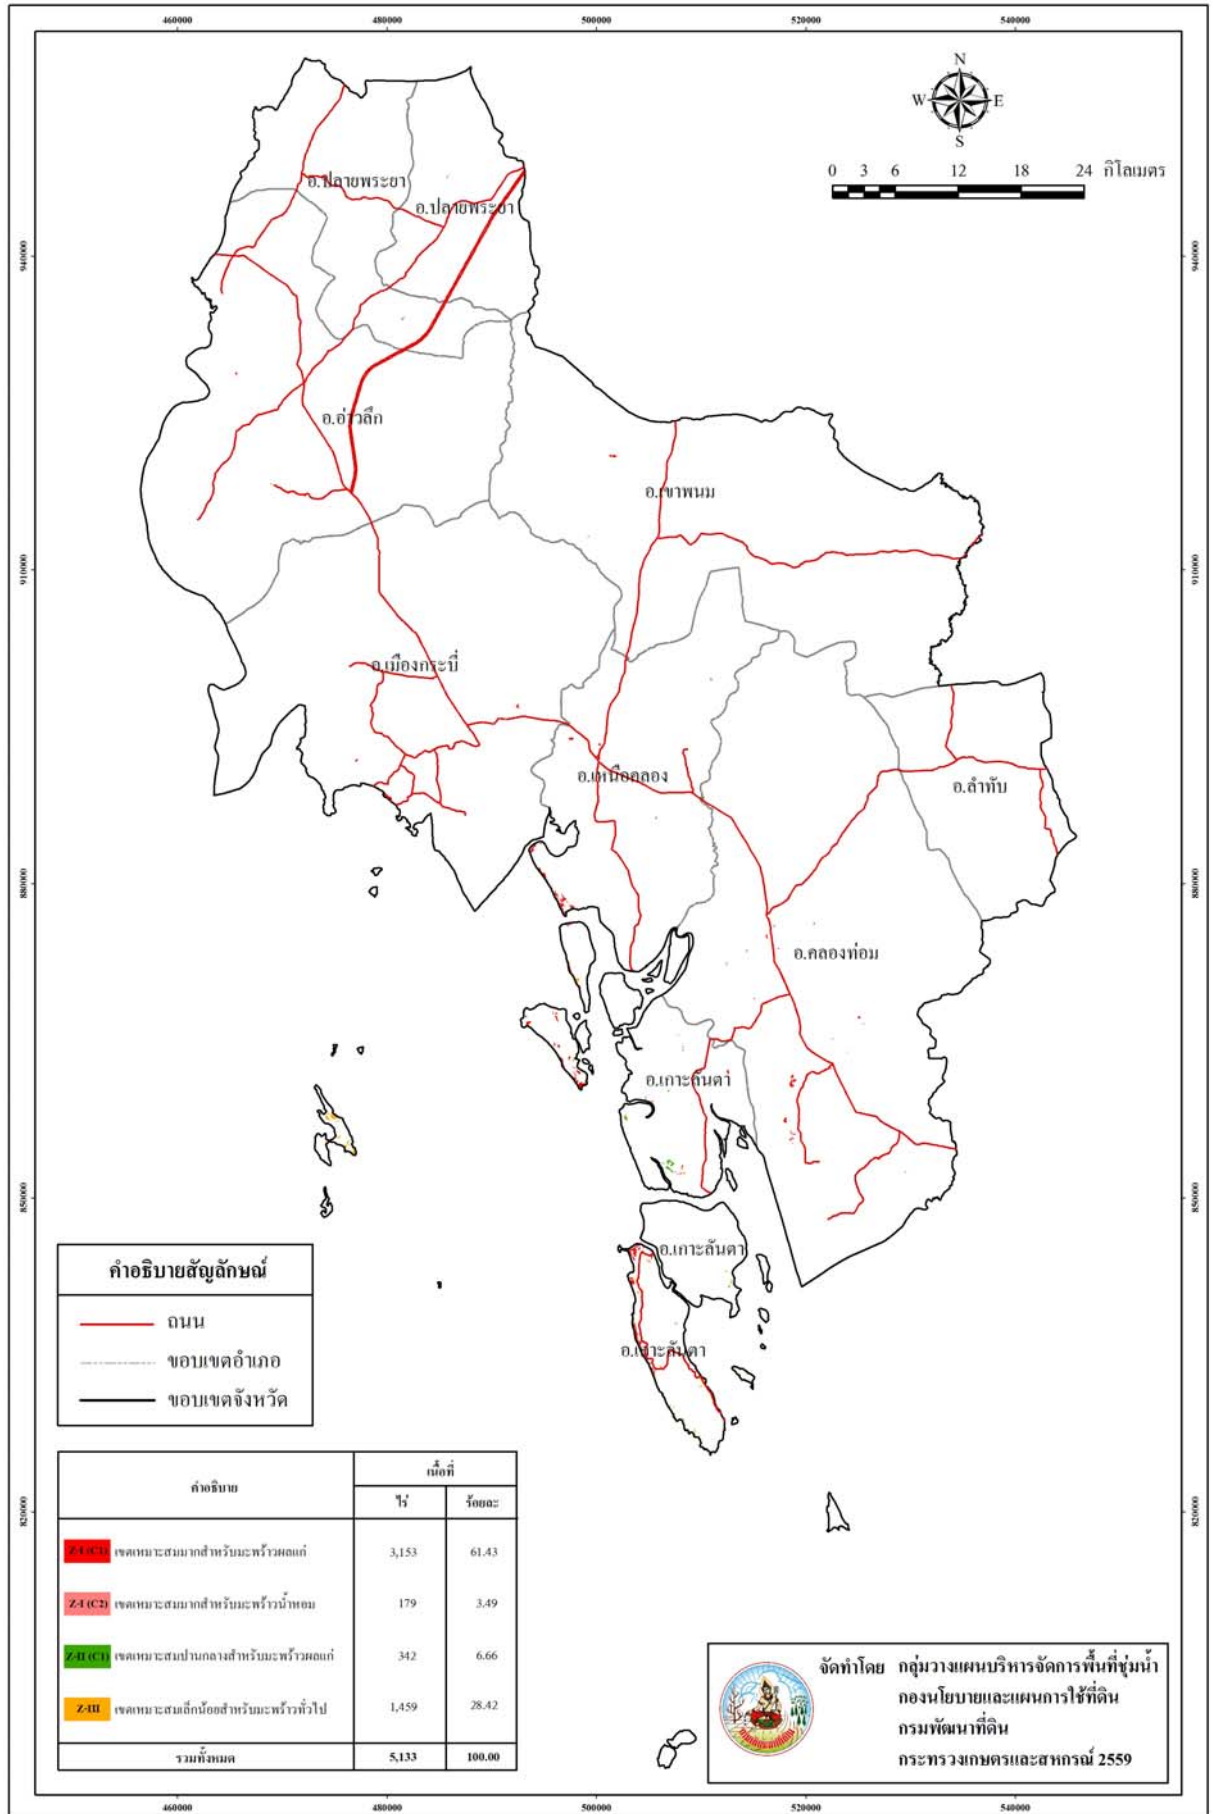 460000 480000 500000 520000 540000
N
W E
S
0 3 6 12 18 24 กิโลเมตร
อ.ปลายพระยา
อ.ปลายพระยา
940000 940000
อ.อ่าวลึก
อ.เขาพนม
910000 910000
อ.เมืองกระบี่
อ.เหนือคลอง
อ.ลำทับ
880000 880000
อ.คลองท่อม
อ.เกาะลันตา
850000 850000
อ.เกาะลันตา
อ.เกาะลันตา
คำอธิบายสัญลักษณ์
ถนน
ขอบเขตอำเภอ
ขอบเขตจังหวัด
820000 820000
คำอธิบาย เนื้อที่
ไร่ ร้อยละ
Z-I (C1) เขตเหมาะสมมากสำหรับมะพร้าวผลแก่ 3,153 61.43
Z-I (C2) เขตเหมาะสมมากสำหรับมะพร้าวน้ำหอม 179 3.49
Z-II (C1) เขตเหมาะสมปานกลางสำหรับมะพร้าวผลแก่ 342 6.66
Z-III เขตเหมาะสมเล็กน้อยสำหรับมะพร้าวทั่วไป 1,459 28.42
รวมทั้งหมด 5,133 100.00
จัดทำโดย กลุ่มวางแผนบริหารจัดการพื้นที่ชุ่มน้ำ
กองนโยบายและแผนการใช้ที่ดิน
กรมพัฒนาที่ดิน
กระทรวงเกษตรและสหกรณ์ 2559
460000 480000 500000 520000 540000